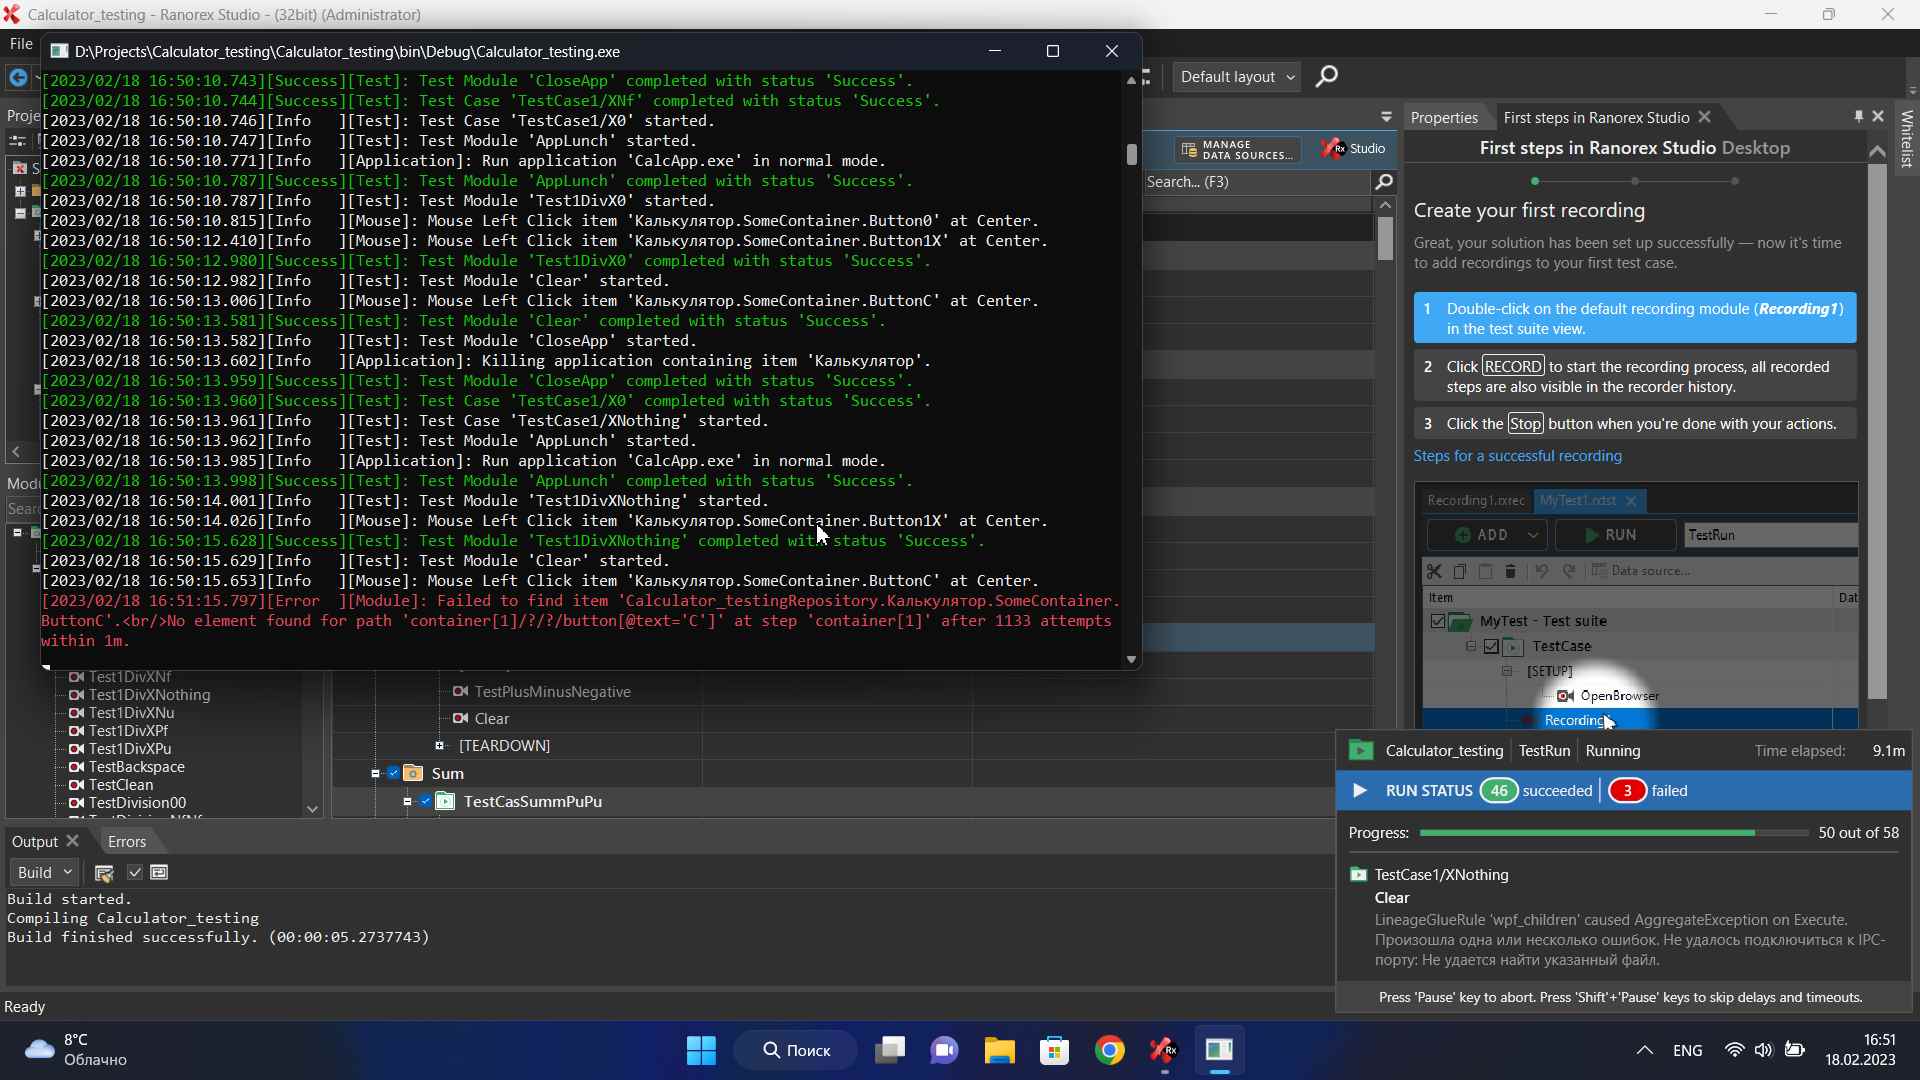 Calculator_testing - Ranorex Studio - (32bit) (Administrator)
File
D:\Projects\Calculator_testing\Calculator_testing\bin\Debug\Calculator_testing.exe
[2023/02/18 16:50:10.743][Success][Test]: Test Module 'CloseApp' completed with status 'Success'.
[2023/02/18 16:50:10.744][Success][Test]: Test Case 'TestCase1/XNf' completed with status 'Success'.
[2023/02/18 16:50:10.746][Info   ][Test]: Test Case 'TestCase1/X0' started.
[2023/02/18 16:50:10.747][Info   ][Test]: Test Module 'AppLunch' started.
[2023/02/18 16:50:10.771][Info   ][Application]: Run application 'CalcApp.exe' in normal mode.
[2023/02/18 16:50:10.787][Success][Test]: Test Module 'AppLunch' completed with status 'Success'.
[2023/02/18 16:50:10.787][Info   ][Test]: Test Module 'Test1DivX0' started.
[2023/02/18 16:50:10.815][Info   ][Mouse]: Mouse Left Click item 'Калькулятор.SomeContainer.Button0' at Center.
[2023/02/18 16:50:12.410][Info   ][Mouse]: Mouse Left Click item 'Калькулятор.SomeContainer.Button1X' at Center.
[2023/02/18 16:50:12.980][Success][Test]: Test Module 'Test1DivX0' completed with status 'Success'.
[2023/02/18 16:50:12.982][Info   ][Test]: Test Module 'Clear' started.
[2023/02/18 16:50:13.006][Info   ][Mouse]: Mouse Left Click item 'Калькулятор.SomeContainer.ButtonC' at Center.
[2023/02/18 16:50:13.581][Success][Test]: Test Module 'Clear' completed with status 'Success'.
[2023/02/18 16:50:13.582][Info   ][Test]: Test Module 'CloseApp' started.
[2023/02/18 16:50:13.602][Info   ][Application]: Killing application containing item 'Калькулятор'.
[2023/02/18 16:50:13.959][Success][Test]: Test Module 'CloseApp' completed with status 'Success'.
[2023/02/18 16:50:13.960][Success][Test]: Test Case 'TestCase1/X0' completed with status 'Success'.
[2023/02/18 16:50:13.961][Info   ][Test]: Test Case 'TestCase1/XNothing' started.
[2023/02/18 16:50:13.962][Info   ][Test]: Test Module 'AppLunch' started.
[2023/02/18 16:50:13.985][Info   ][Application]: Run application 'CalcApp.exe' in normal mode.
[2023/02/18 16:50:13.998][Success][Test]: Test Module 'AppLunch' completed with status 'Success'.
[2023/02/18 16:50:14.001][Info   ][Test]: Test Module 'Test1DivXNothing' started.
[2023/02/18 16:50:14.026][Info   ][Mouse]: Mouse Left Click item 'Калькулятор.SomeContainer.Button1X' at Center.
[2023/02/18 16:50:15.628][Success][Test]: Test Module 'Test1DivXNothing' completed with status 'Success'.
[2023/02/18 16:50:15.629][Info   ][Test]: Test Module 'Clear' started.
[2023/02/18 16:50:15.653][Info   ][Mouse]: Mouse Left Click item 'Калькулятор.SomeContainer.ButtonC' at Center.
[2023/02/18 16:51:15.797][Error  ][Module]: Failed to find item 'Calculator_testingRepository.Калькулятор.SomeContainer.
ButtonC'.<br/>No element found for path 'container[1]/?/?/button[@text='C']' at step 'container[1]' after 1133 attempts
within 1m.
Default layout
MANAGE
DATA SOURCES...
Rx Studio
Search... (F3)
Properties
First steps in Ranorex Studio
Whitelist
First steps in Ranorex Studio Desktop
Create your first recording
Great, your solution has been set up successfully — now it's time
to add recordings to your first test case.
1 Double-click on the default recording module (Recording1)
in the test suite view.
2 Click RECORD to start the recording process, all recorded
steps are also visible in the recorder history.
3 Click the Stop button when you're done with your actions.
Steps for a successful recording
Recording1.rxrec MyTest1.rxtst
ADD RUN TestRun
Data source...
Item Dat
MyTest - Test suite
TestCase
[SETUP]
OpenBrowser
Recording
Test1DivXNf
Test1DivXNothing
Test1DivXNu
Test1DivXPf
Test1DivXPu
TestBackspace
TestClean
TestDivision00
TestPlusMinusNegative
Clear
[TEARDOWN]
Sum
TestCasSummPuPu
Calculator_testing TestRun Running Time elapsed: 9.1m
RUN STATUS 46 succeeded 3 failed
Progress: 50 out of 58
TestCase1/XNothing
Clear
LineageGlueRule 'wpf_children' caused AggregateException on Execute.
Произошла одна или несколько ошибок. Не удалось подключиться к IPC-
порту: Не удается найти указанный файл.
Press 'Pause' key to abort. Press 'Shift'+'Pause' keys to skip delays and timeouts.
Output Errors
Build
Build started.
Compiling Calculator_testing
Build finished successfully. (00:00:05.2737743)
Ready
8°C
Облачно
Поиск
Rx
ENG
16:51
18.02.2023